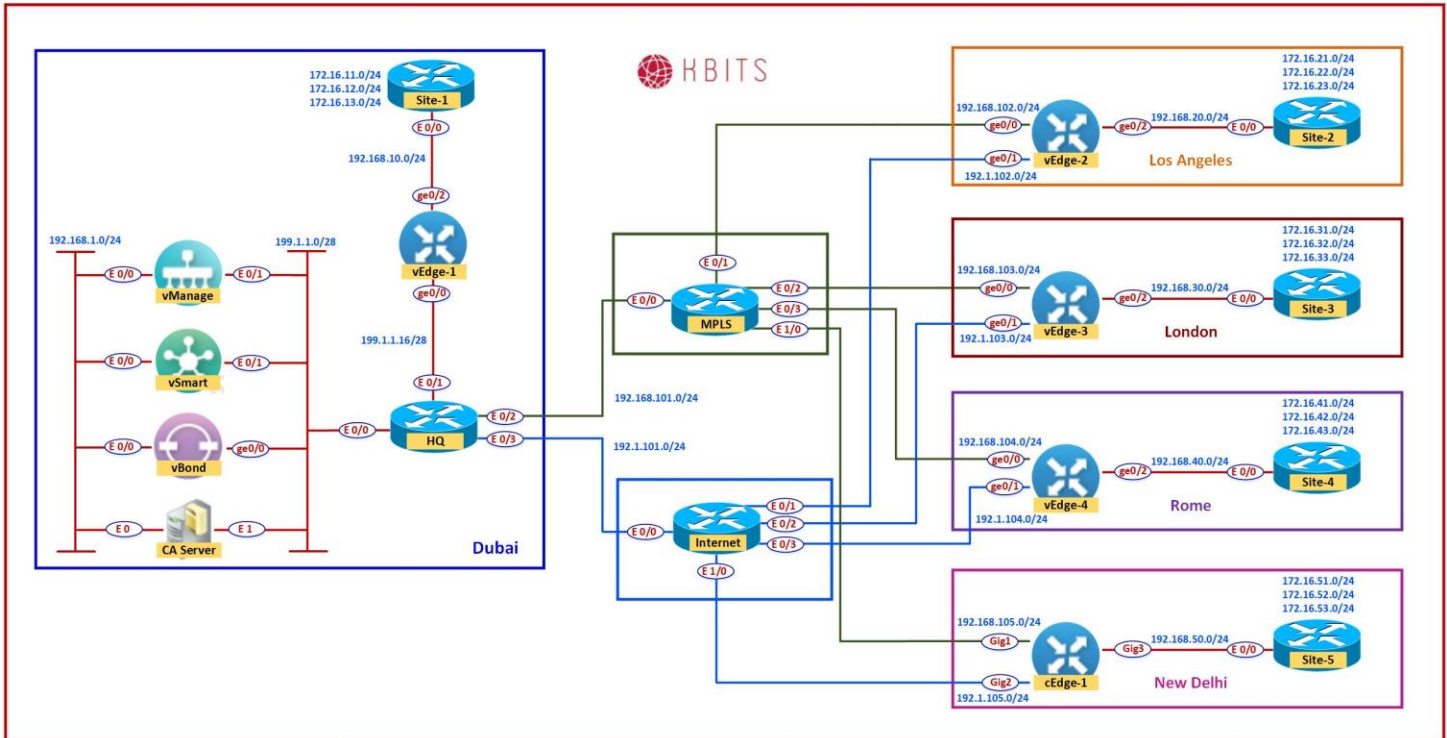 KBITS
172.16.11.0/24
172.16.12.0/24
172.16.13.0/24
Site-1
E 0/0
192.168.10.0/24
ge0/2
vEdge-1
ge0/0
199.1.1.16/28
E 0/1
HQ
E 0/0
E 0/2
E 0/3
192.168.1.0/24
199.1.1.0/28
E 0/0
vManage
E 0/1
E 0/0
vSmart
E 0/1
E 0/0
vBond
ge0/0
E 0
CA Server
E 1
Dubai
192.168.101.0/24
192.1.101.0/24
E 0/1
E 0/0
MPLS
E 0/2
E 0/3
E 1/0
E 0/0
Internet
E 0/1
E 0/2
E 0/3
E 1/0
192.168.102.0/24
ge0/0
ge0/1
192.1.102.0/24
vEdge-2
ge0/2
192.168.20.0/24
E 0/0
172.16.21.0/24
172.16.22.0/24
172.16.23.0/24
Site-2
Los Angeles
192.168.103.0/24
ge0/0
ge0/1
192.1.103.0/24
vEdge-3
ge0/2
192.168.30.0/24
E 0/0
172.16.31.0/24
172.16.32.0/24
172.16.33.0/24
Site-3
London
192.168.104.0/24
ge0/0
ge0/1
192.1.104.0/24
vEdge-4
ge0/2
192.168.40.0/24
E 0/0
172.16.41.0/24
172.16.42.0/24
172.16.43.0/24
Site-4
Rome
192.168.105.0/24
Gig1
Gig2
192.1.105.0/24
cEdge-1
Gig3
192.168.50.0/24
E 0/0
172.16.51.0/24
172.16.52.0/24
172.16.53.0/24
Site-5
New Delhi